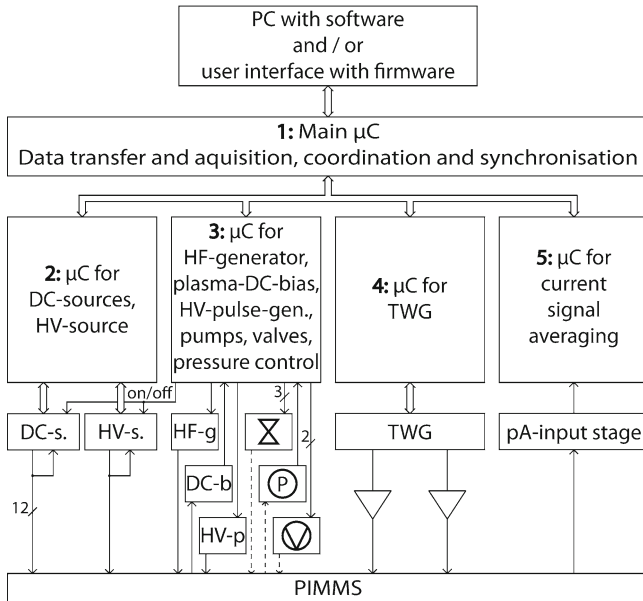 PC with software
and / or
user interface with firmware
1: Main µC
Data transfer and aquisition, coordination and synchronisation
2: µC for
DC-sources,
HV-source
3: µC for
HF-generator,
plasma-DC-bias,
HV-pulse-gen.,
pumps, valves,
pressure control
4: µC for
TWG
5: µC for
current
signal
averaging
on/off
3
2
DC-s.
HV-s.
HF-g
DC-b
HV-p
P
TWG
pA-input stage
12
PIMMS